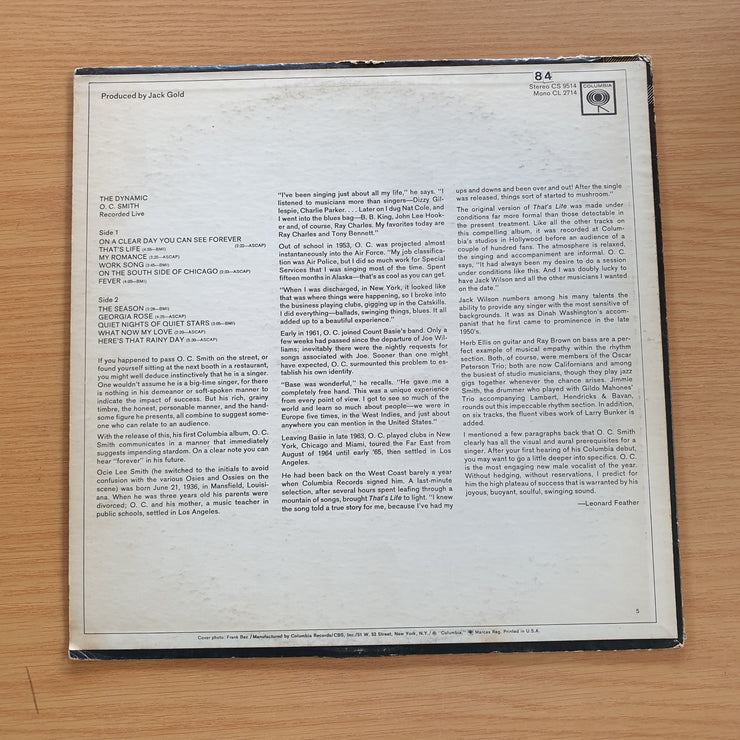 Produced by Jack Gold
84
Stereo CS 9514
Mono CL 2714
COLUMBIA
THE DYNAMIC
O. C. SMITH
Recorded Live
Side 1
ON A CLEAR DAY YOU CAN SEE FOREVER
THAT'S LIFE
MY ROMANCE
WORK SONG
ON THE SOUTH SIDE OF CHICAGO
FEVER
Side 2
THE SEASON
GEORGIA ROSE
QUIET NIGHTS OF QUIET STARS
WHAT NOW MY LOVE
HERE'S THAT RAINY DAY
If you happened to pass O. C. Smith on the street, or
found yourself sitting at the next booth in a restaurant,
you might well deduce instinctively that he is a singer.
One wouldn't assume he is a big-time singer, for there
is nothing in his demeanor or soft-spoken manner to
indicate the impact of success. But his rich, grainy
timbre, the honest, personable manner, and the hand-
some figure he presents, all combine to suggest some-
one who can relate to an audience.
With the release of this, his first Columbia album, O. C.
Smith communicates in a manner that immediately
suggests impending stardom. On a clear note you can
hear "forever" in his future.
Ocie Lee Smith (he switched to the initials to avoid
confusion with the various Osies and Ossies on the
scene) was born June 21, 1936, in Mansfield, Louisi-
ana. When he was three years old his parents were
divorced; O. C. and his mother, a music teacher in
public schools, settled in Los Angeles.
"I've been singing just about all my life," he says. "I
listened to musicians more than singers—Dizzy Gil-
lespie, Charlie Parker. . . . Later on I dug Nat Cole, and
I went into the blues bag—B. B. King, John Lee Hook-
er and, of course, Ray Charles. My favorites today are
Ray Charles and Tony Bennett."
Out of school in 1953, O. C. was projected almost
instantaneously into the Air Force. "My job classifica-
tion was Air Police, but I did so much work for Special
Services that I was singing most of the time. Spent
fifteen months in Alaska—that's as cool as you can get.
"When I was discharged, in New York, it looked like
that was where things were happening, so I broke into
the business playing clubs, gigging up in the Catskills.
I did everything—ballads, swinging things, blues. It all
added up to a beautiful experience."
Early in 1961, O. C. joined Count Basie's band. Only a
few weeks had passed since the departure of Joe Wil-
liams; inevitably there were the nightly requests for
songs associated with Joe. Sooner than one might
have expected, O. C. surmounted this problem to es-
tablish his own identity.
"Base was wonderful," he recalls. "He gave me a
completely free hand. This was a unique experience
from every point of view. I got to see so much of the
world and learn so much about people—we were in
Europe five times, in the West Indies, and just about
anywhere you can mention in the United States."
Leaving Basie in late 1963, O. C. played clubs in New
York, Chicago and Miami, toured the Far East from
August of 1964 until early '65, then settled in Los
Angeles.
He had been back on the West Coast barely a year
when Columbia Records signed him. A last-minute
selection, after several hours spent leafing through a
mountain of songs, brought That's Life to light. "I knew
the song told a true story for me, because I've had my
ups and downs and been over and out! After the single
was released, things sort of started to mushroom."
The original version of That's Life was made under
conditions far more formal than those detectable in
the present treatment. Like all the other tracks on
this compelling album, it was recorded at Colum-
bia's studios in Hollywood before an audience of a
couple of hundred fans. The atmosphere is relaxed,
the singing and accompaniment are informal. O. C.
says, "It had always been my desire to do a session
under conditions like this. And I was doubly lucky to
have Jack Wilson and all the other musicians I wanted
on the date."
Jack Wilson numbers among his many talents the
ability to provide any singer with the most sensitive of
backgrounds. It was as Dinah Washington's accom-
panist that he first came to prominence in the late
1950's.
Herb Ellis on guitar and Ray Brown on bass are a per-
fect example of musical empathy within the rhythm
section. Both, of course, were members of the Oscar
Peterson Trio; both are now Californians and among
the busiest of studio musicians, though they play jazz
gigs together whenever the chance arises. Jimmie
Smith, the drummer who played with Gildo Mahones'
Trio accompanying Lambert, Hendricks & Bavan,
rounds out this impeccable rhythm section. In addition,
on six tracks, the fluent vibes work of Larry Bunker is
added.
I mentioned a few paragraphs back that O. C. Smith
clearly has all the visual and aural prerequisites for a
singer. After your first hearing of his Columbia debut,
you may want to go a little deeper into specifics. O. C.
is the most engaging new male vocalist of the year.
Without hedging, without reservations, I predict for
him the high plateau of success that is warranted by his
joyous, buoyant, soulful, swinging sound.
—Leonard Feather
5
Cover photo: Frank Bez / Manufactured by Columbia Records/CBS, Inc./51 W. 52 Street, New York, N.Y. / ® "Columbia," Marcas Reg. Printed in U.S.A.